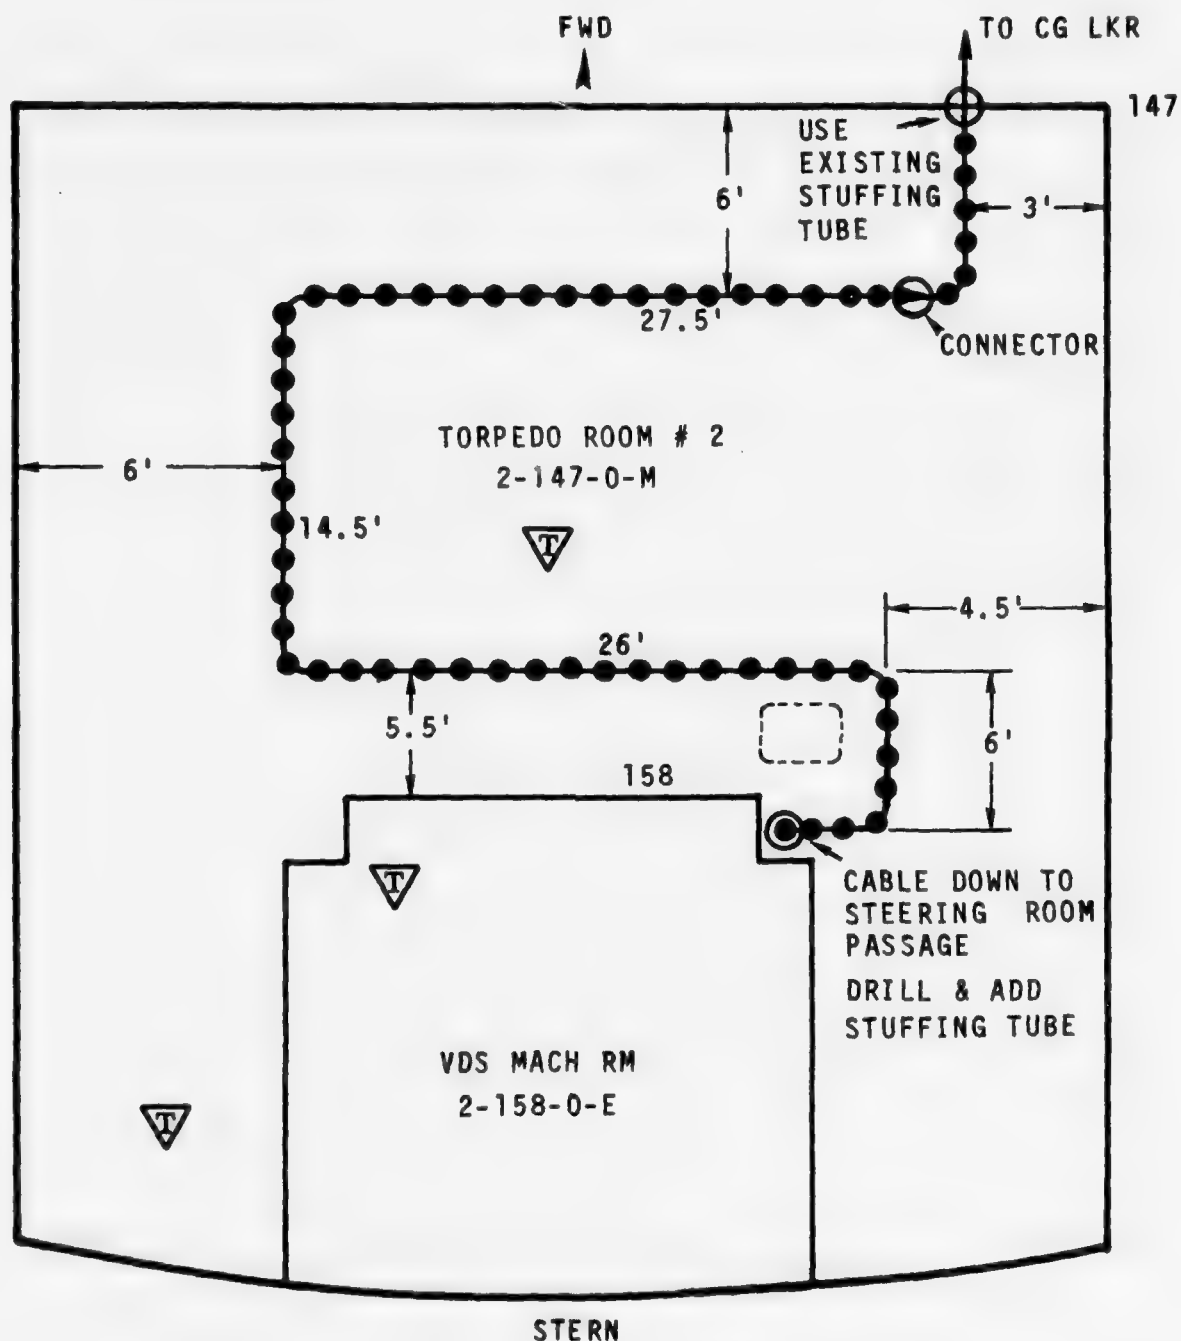 FWD
TO CG LKR
147
USE
EXISTING
STUFFING
TUBE
6'
3'
27.5'
CONNECTOR
TORPEDO ROOM # 2
2-147-0-M
6'
14.5'
T
4.5'
26'
5.5'
6'
158
T
CABLE DOWN TO
STEERING ROOM
PASSAGE
DRILL & ADD
STUFFING TUBE
VDS MACH RM
2-158-0-E
T
STERN